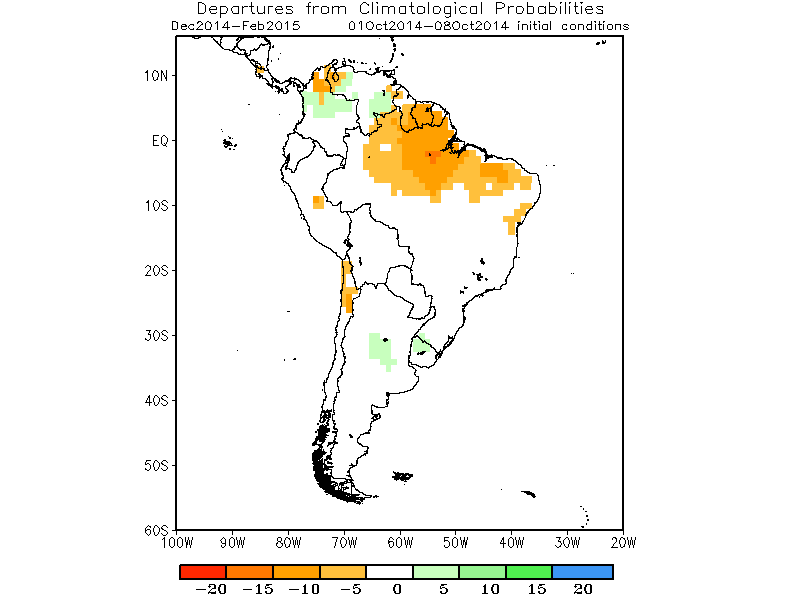 Departures from Climatological Probabilities
Dec2014-Feb2015 01Oct2014-08Oct2014 initial conditions
10N
EQ
10S
20S
30S
40S
50S
60S
100W 90W 80W 70W 60W 50W 40W 30W 20W
-20 -15 -10 -5 0 5 10 15 20